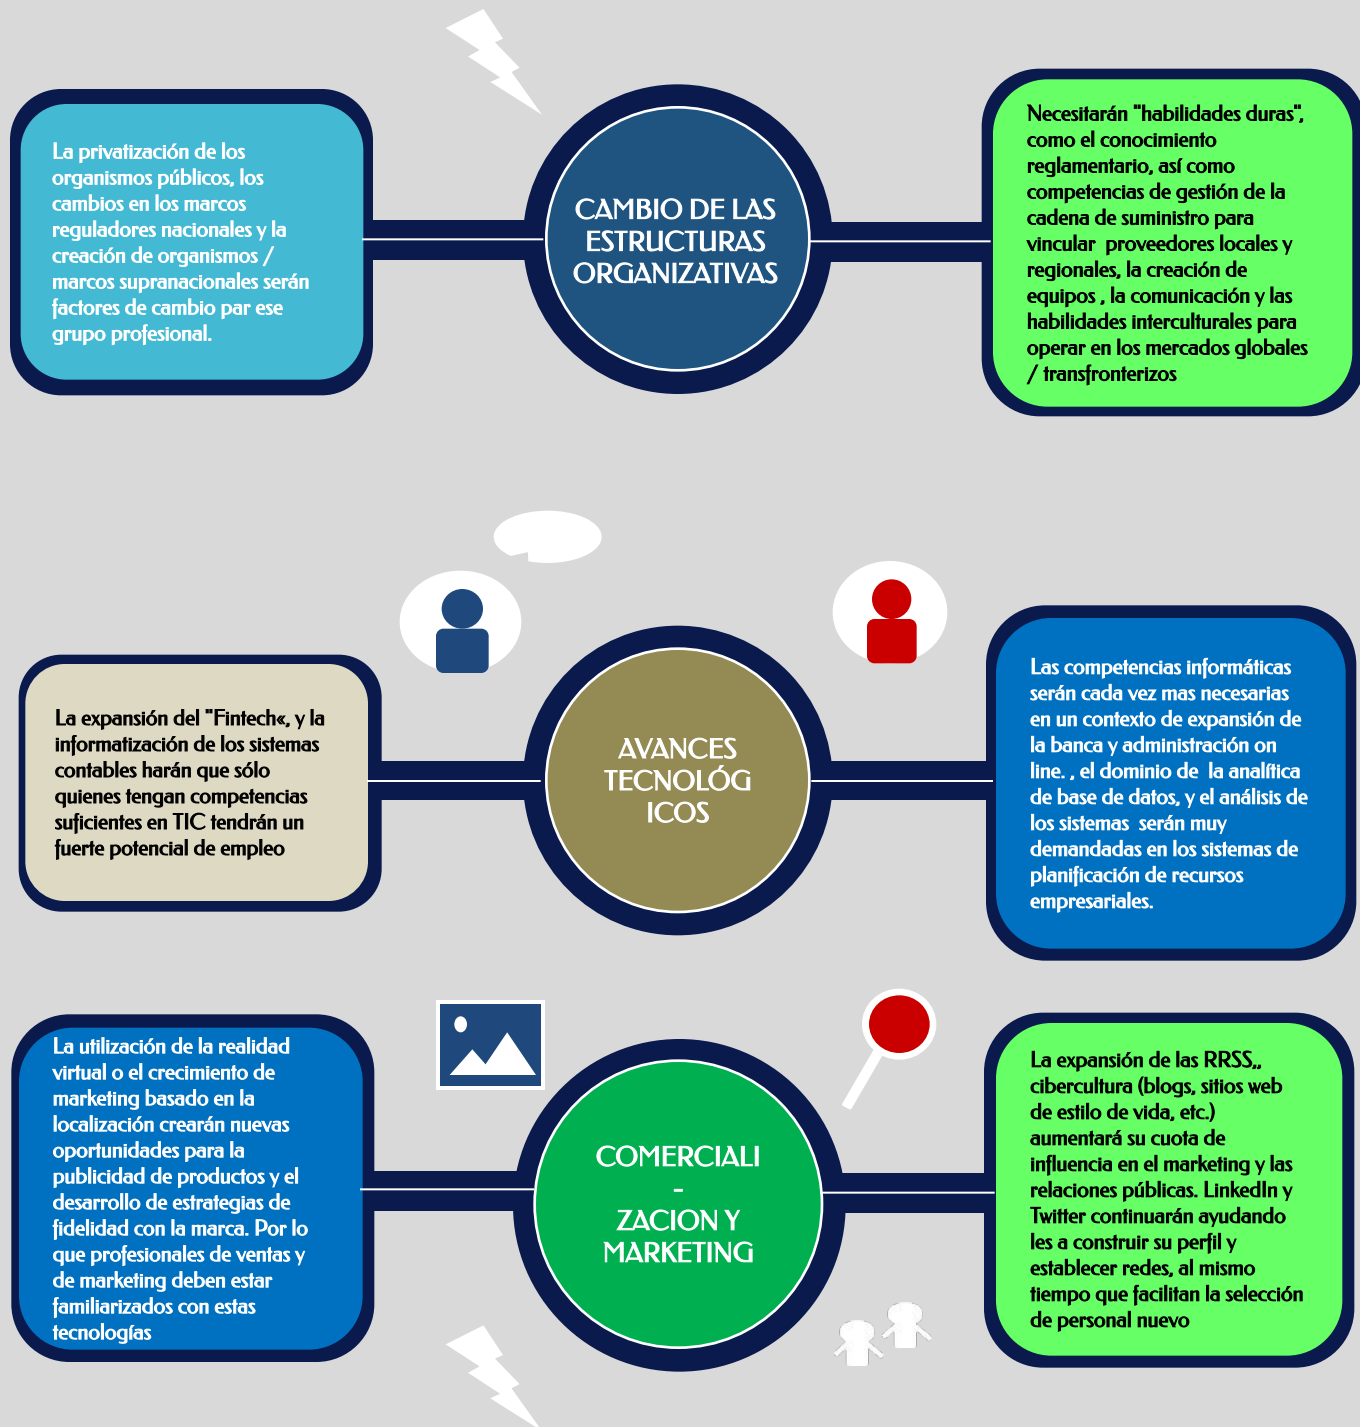 La privatización de los
organismos públicos, los
cambios en los marcos
reguladores nacionales y la
creación de organismos /
marcos supranacionales serán
factores de cambio par ese
grupo profesional.
CAMBIO DE LAS
ESTRUCTURAS
ORGANIZATIVAS
Necesitarán "habilidades duras",
como el conocimiento
reglamentario, así como
competencias de gestión de la
cadena de suministro para
vincular  proveedores locales y
regionales, la creación de
equipos , la comunicación y las
habilidades interculturales para
operar en los mercados globales
/ transfronterizos
La expansión del "Fintech«, y la
informatización de los sistemas
contables harán que sólo
quienes tengan competencias
suficientes en TIC tendrán un
fuerte potencial de empleo
AVANCES
TECNOLÓG
ICOS
Las competencias informáticas
serán cada vez mas necesarias
en un contexto de expansión de
la banca y administración on
line. , el dominio de  la analítica
de base de datos, y el análisis de
los sistemas  serán muy
demandadas en los sistemas de
planificación de recursos
empresariales.
La utilización de la realidad
virtual o el crecimiento de
marketing basado en la
localización crearán nuevas
oportunidades para la
publicidad de productos y el
desarrollo de estrategias de
fidelidad con la marca. Por lo
que profesionales de ventas y
de marketing deben estar
familiarizados con estas
tecnologías
COMERCIALI
-
ZACION Y
MARKETING
La expansión de las RRSS,,
cibercultura (blogs, sitios web
de estilo de vida, etc.)
aumentará su cuota de
influencia en el marketing y las
relaciones públicas. LinkedIn y
Twitter continuarán ayudando
les a construir su perfil y
establecer redes, al mismo
tiempo que facilitan la selección
de personal nuevo